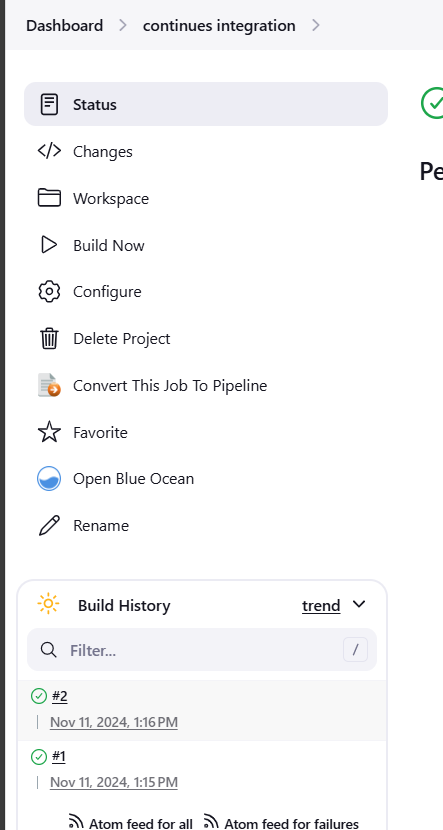 Dashboard > continues integration >
Status
Pe
Changes
Workspace
Build Now
Configure
Delete Project
Convert This Job To Pipeline
Favorite
Open Blue Ocean
Rename
Build History trend
Filter... /
#2
Nov 11, 2024, 1:16 PM
#1
Nov 11, 2024, 1:15 PM
Atom feed for all Atom feed for failures